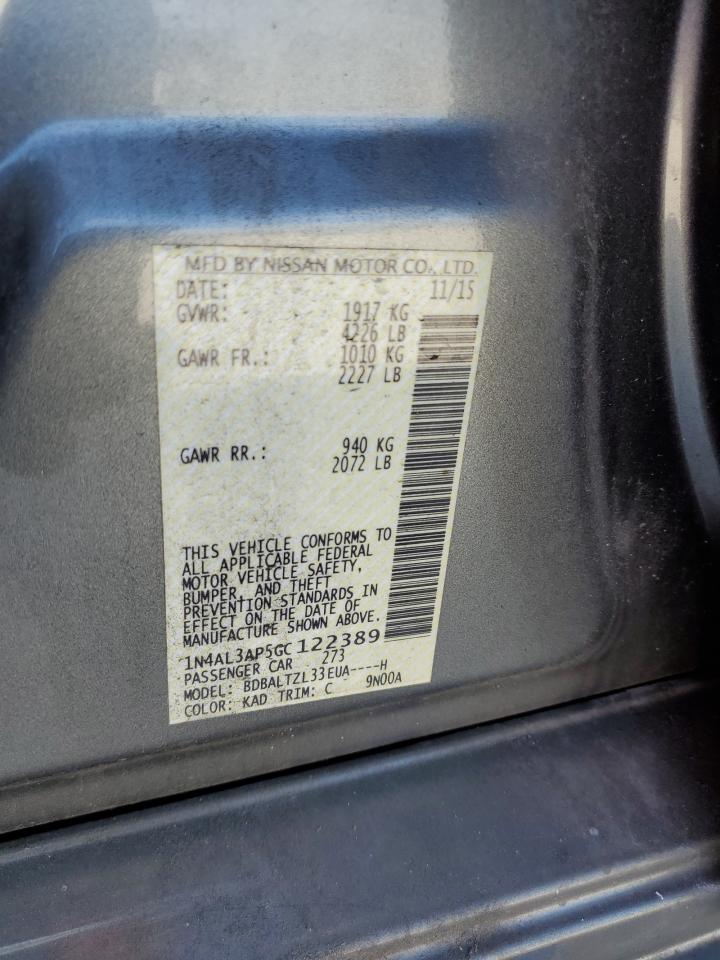 MFD BY NISSAN MOTOR CO., LTD.
DATE: 11/15
GVWR: 1917 KG
4226 LB
GAWR FR.: 1010 KG
2227 LB
GAWR RR.: 940 KG
2072 LB
THIS VEHICLE CONFORMS TO
ALL APPLICABLE FEDERAL
MOTOR VEHICLE SAFETY,
BUMPER, AND THEFT
PREVENTION STANDARDS IN
EFFECT ON THE DATE OF
MANUFACTURE SHOWN ABOVE.
1N4AL3AP5GC122389
PASSENGER CAR 273
MODEL: BDBALTZL33EUA----H
COLOR: KAD TRIM: C 9N00A